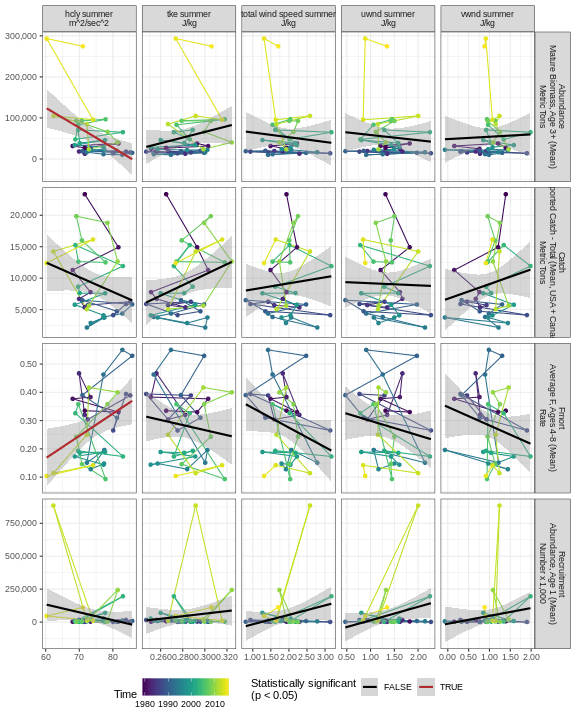 hcly summer
m^2/sec^2
tke summer
J/kg
total wind speed summer
J/kg
uwnd summer
J/kg
vwnd summer
J/kg
300,000
200,000
100,000
0
Abundance
Mature Biomass, Age 3+ (Mean)
Metric Tons
20,000
15,000
10,000
5,000
Catch
ported Catch - Total (Mean, USA + Cana
Metric Tons
0.50
0.40
0.30
0.20
0.10
Fmort
Average F, Ages 4-8 (Mean)
Rate
750,000
500,000
250,000
0
Recruitment
Abundance, Age 1 (Mean)
Number x 1,000
60 70 80
0.260 0.280 0.300 0.320
1.00 1.50 2.00 2.50 3.00
0.50 1.00 1.50 2.00
0.00 0.50 1.00 1.50 2.00
Time
1980 1990 2000 2010
Statistically significant
(p < 0.05)
FALSE
TRUE